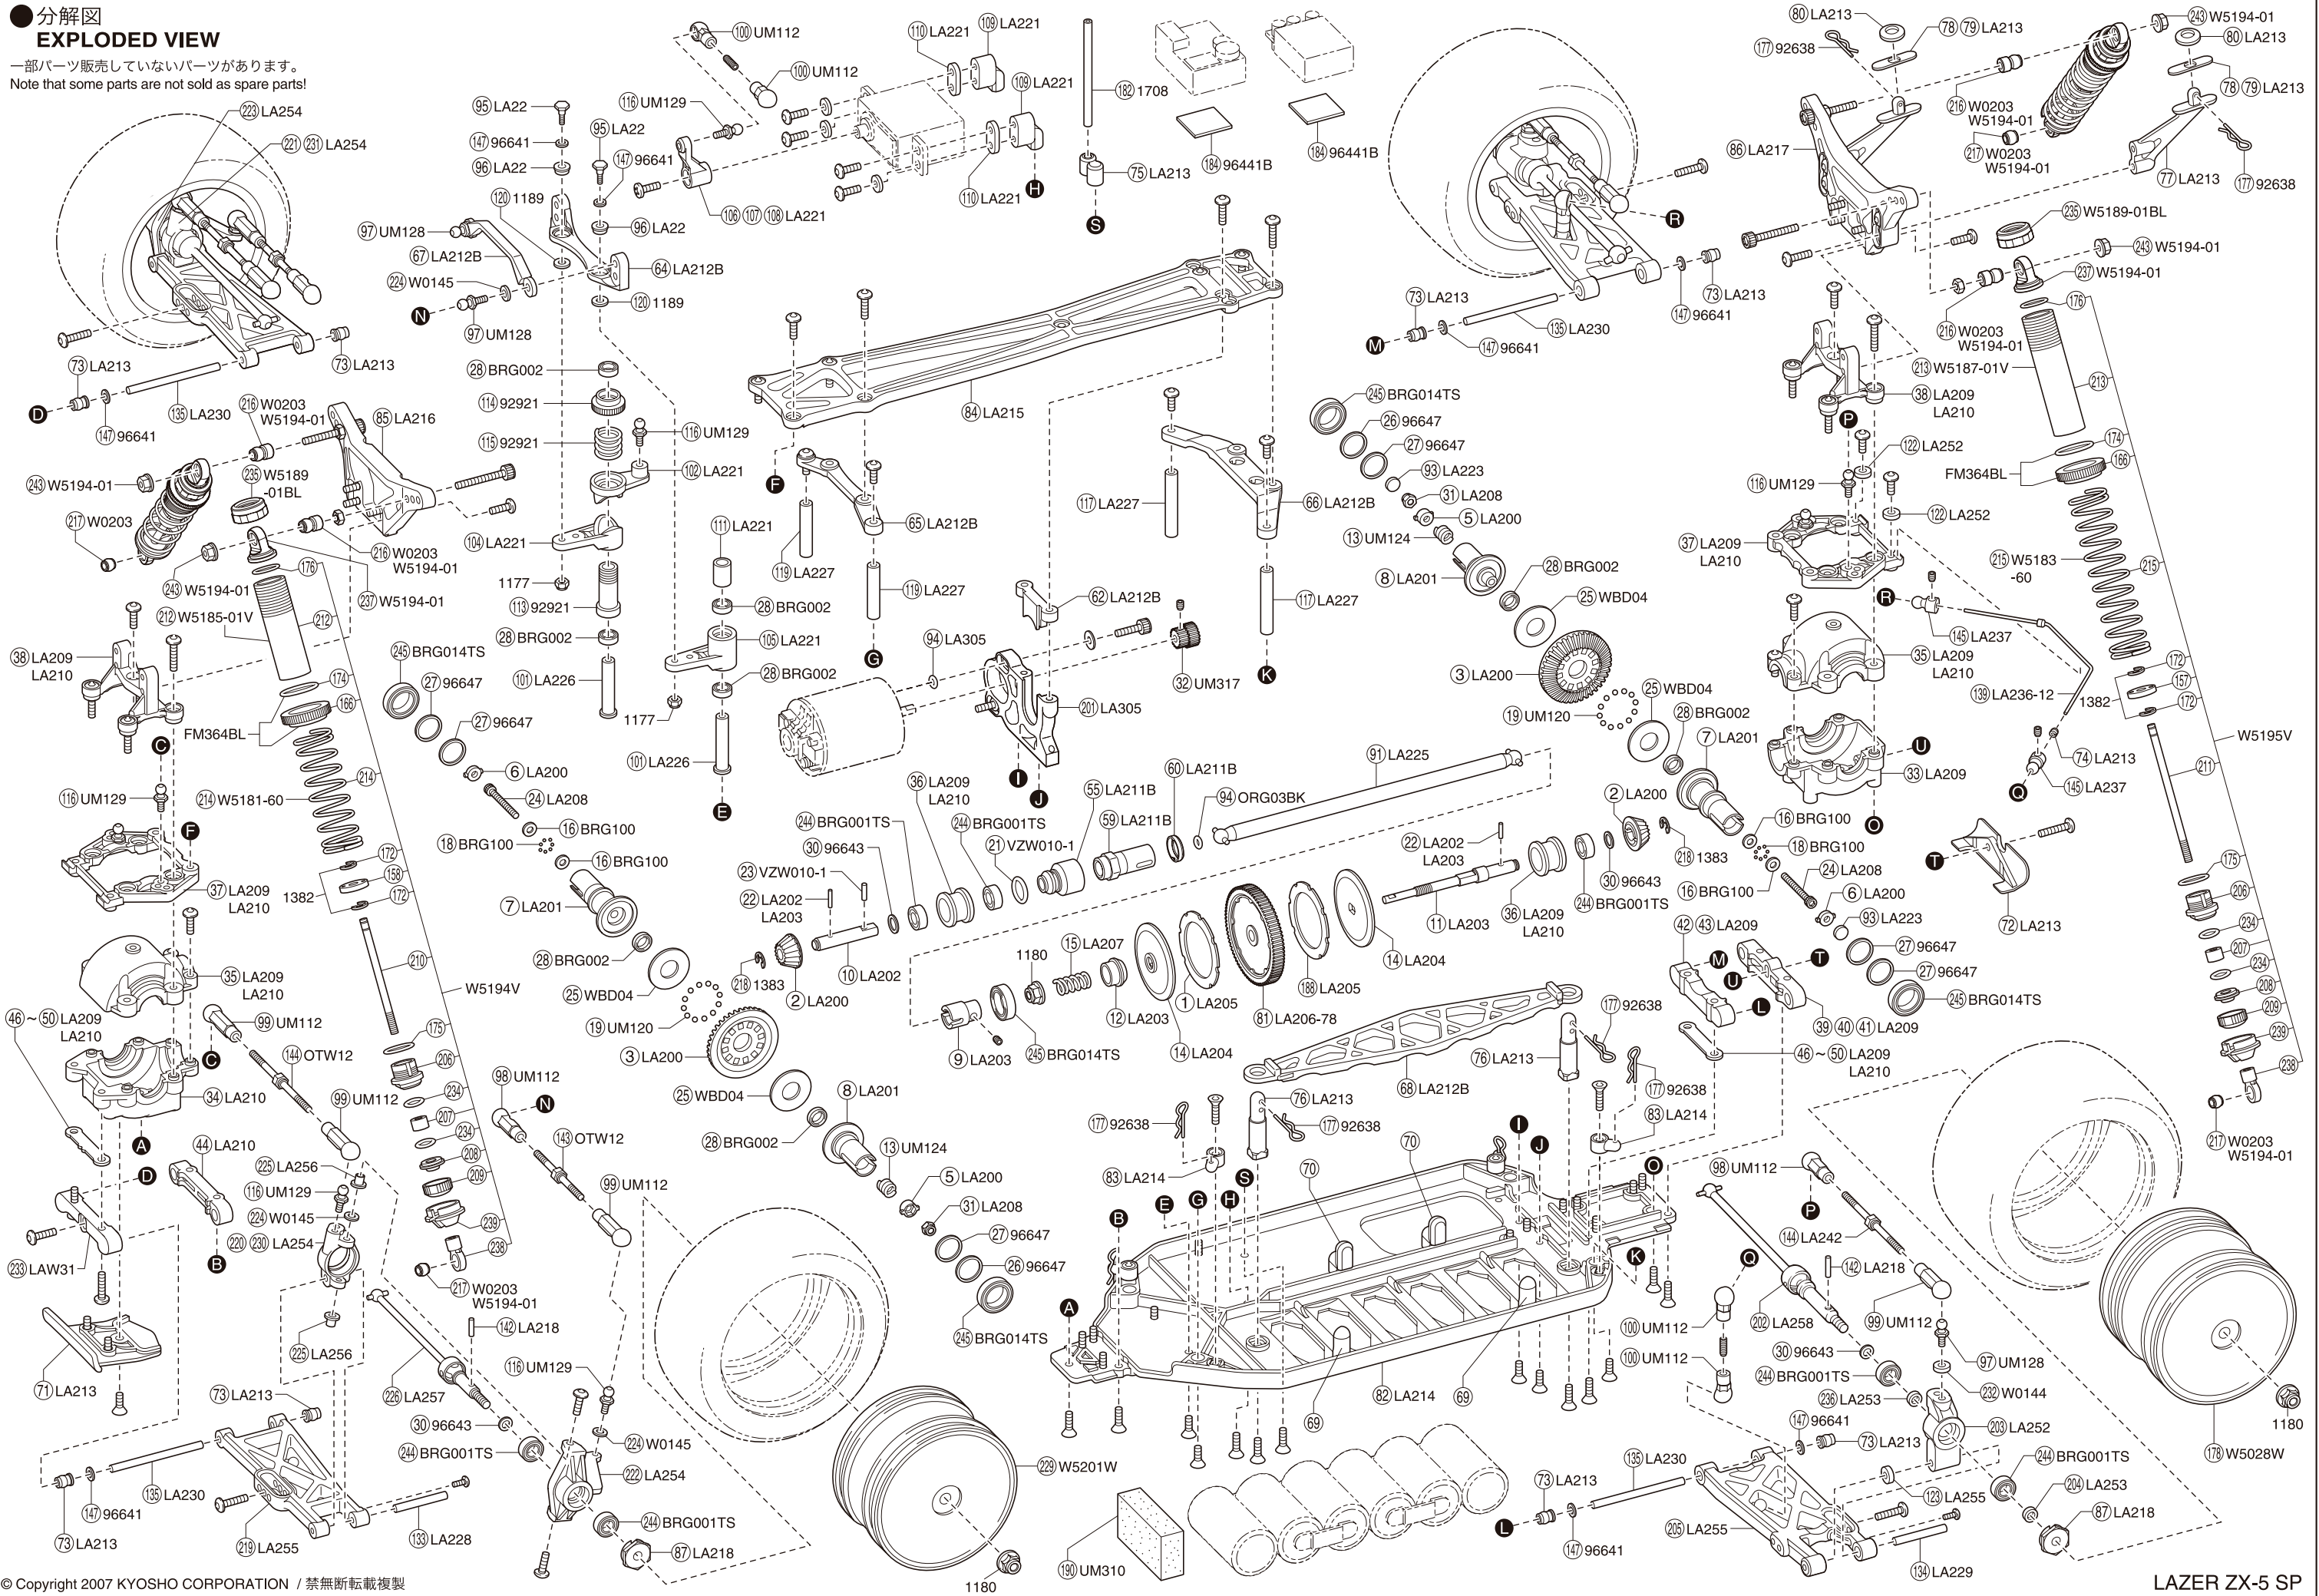 ●分解図
EXPLODED VIEW
一部パーツ販売していないパーツがあります。
Note that some parts are not sold as spare parts!
223 LA254
221 231 LA254
73 LA213
73 LA213
D
135 LA230
147 96641
216 W0203
W5194-01
85 LA216
243 W5194-01
235 W5189
-01BL
217 W0203
216 W0203
W5194-01
243 W5194-01
176
237 W5194-01
212 W5185-01V
212
38 LA209
LA210
174
166
FM364BL
C
214
214 W5181-60
116 UM129
F
172
158
1382
172
37 LA209
LA210
210
W5194V
35 LA209
LA210
46～50 LA209
LA210
99 UM112
C
144 OTW12
175
206
234
207
234
208
209
239
238
34 LA210
A
99 UM112
44 LA210
D
225 LA256
116 UM129
224 W0145
220 230 LA254
B
233 LAW31
217 W0203
W5194-01
225 LA256
142 LA218
71 LA213
226 LA257
73 LA213
30 96643
244 BRG001TS
116 UM129
224 W0145
222 LA254
135 LA230
147 96641
73 LA213
219 LA255
133 LA228
244 BRG001TS
87 LA218
229 W5201W
1180
95 LA22
147 96641
96 LA22
95 LA22
147 96641
120 1189
97 UM128
67 LA212B
224 W0145
N
97 UM128
96 LA22
64 LA212B
120 1189
100 UM112
100 UM112
116 UM129
106 107 108 LA221
110 LA221
109 LA221
109 LA221
110 LA221
H
182 1708
75 LA213
S
184 96441B
184 96441B
28 BRG002
114 92921
115 92921
116 UM129
102 LA221
104 LA221
1177
113 92921
28 BRG002
101 LA226
1177
111 LA221
28 BRG002
105 LA221
28 BRG002
101 LA226
E
84 LA215
F
119 LA227
65 LA212B
119 LA227
G
117 LA227
66 LA212B
117 LA227
K
62 LA212B
94 LA305
32 UM317
201 LA305
I
J
245 BRG014TS
27 96647
27 96647
6 LA200
24 LA208
16 BRG100
18 BRG100
16 BRG100
7 LA201
28 BRG002
25 WBD04
19 UM120
3 LA200
25 WBD04
28 BRG002
8 LA201
13 UM124
5 LA200
31 LA208
27 96647
26 96647
245 BRG014TS
98 UM112
N
143 OTW12
99 UM112
36 LA209
LA210
244 BRG001TS
30 96643
23 VZW010-1
22 LA202
LA203
218 1383
2 LA200
10 LA202
244 BRG001TS
21 VZW010-1
55 LA211B
59 LA211B
60 LA211B
94 ORG03BK
91 LA225
22 LA202
LA203
11 LA203
36 LA209
LA210
244 BRG001TS
30 96643
2 LA200
218 1383
9 LA203
245 BRG014TS
1180
15 LA207
12 LA203
14 LA204
1 LA205
81 LA206-78
188 LA205
14 LA204
245 BRG014TS
26 96647
27 96647
93 LA223
31 LA208
5 LA200
13 UM124
8 LA201
28 BRG002
25 WBD04
3 LA200
19 UM120
25 WBD04
28 BRG002
7 LA201
16 BRG100
18 BRG100
16 BRG100
24 LA208
6 LA200
93 LA223
27 96647
27 96647
245 BRG014TS
42 43 LA209
M
U
T
L
39 40 41 LA209
46～50 LA209
LA210
68 LA212B
177 92638
76 LA213
177 92638
83 LA214
177 92638
76 LA213
177 92638
83 LA214
70
70
69
69
82 LA214
A
B
E
G
H
S
I
J
O
K
190 UM310
R
73 LA213
147 96641
135 LA230
147 96641
73 LA213
M
80 LA213
177 92638
78 79 LA213
243 W5194-01
80 LA213
78 79 LA213
216 W0203
W5194-01
217 W0203
W5194-01
86 LA217
77 LA213
177 92638
235 W5189-01BL
243 W5194-01
237 W5194-01
176
216 W0203
W5194-01
213 W5187-01V
213
38 LA209
LA210
P
122 LA252
174
166
FM364BL
116 UM129
122 LA252
37 LA209
LA210
215 W5183
-60
215
R
145 LA237
35 LA209
LA210
139 LA236-12
172
157
1382
172
W5195V
U
33 LA209
74 LA213
145 LA237
Q
O
211
T
72 LA213
175
206
234
207
234
208
209
239
238
217 W0203
W5194-01
98 UM112
P
144 LA242
Q
142 LA218
202 LA258
99 UM112
100 UM112
100 UM112
97 UM128
30 96643
244 BRG001TS
236 LA253
232 W0144
203 LA252
147 96641
73 LA213
135 LA230
73 LA213
L
147 96641
205 LA255
123 LA255
244 BRG001TS
204 LA253
87 LA218
134 LA229
178 W5028W
1180
© Copyright 2007 KYOSHO CORPORATION / 禁無断転載複製
LAZER ZX-5 SP